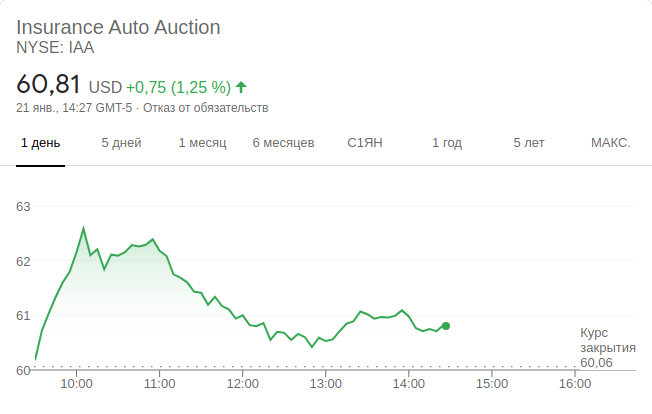 Insurance Auto Auction
NYSE: IAA
60,81 USD +0,75 (1,25 %)
21 янв., 14:27 GMT-5 · Отказ от обязательств
1 день 5 дней 1 месяц 6 месяцев С1ЯН 1 год 5 лет МАКС.
63
62
61
60
Курс
закрытия
60,06
10:00 11:00 12:00 13:00 14:00 15:00 16:00